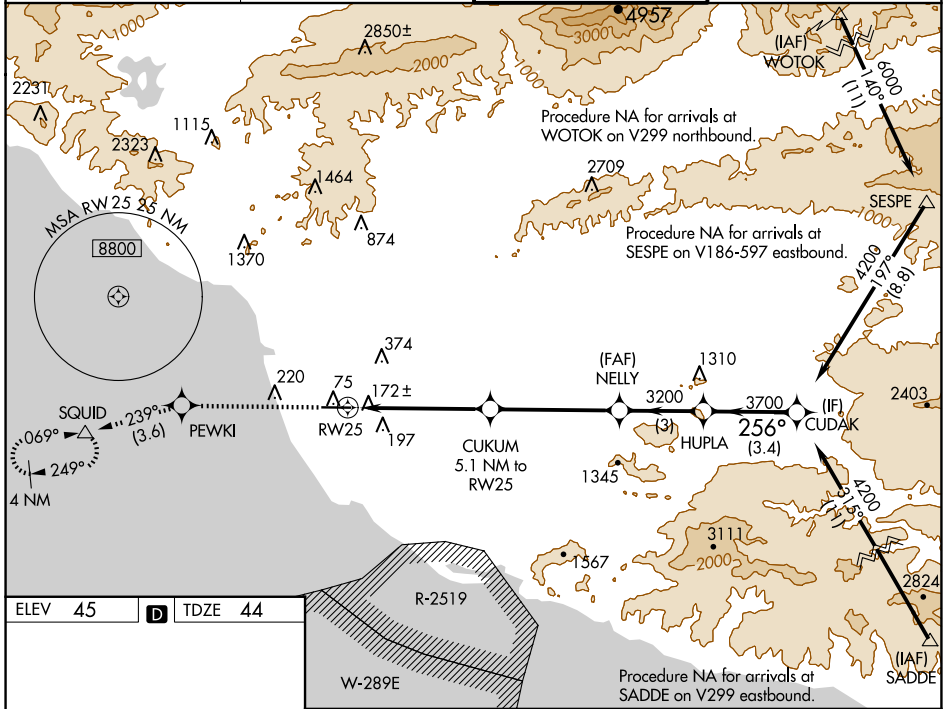 4957
2850±
3000
2000
1000
1000
1000
(IAF)
WOTOK
6000
140°
(11)
2231
1115
2323
Procedure NA for arrivals at
WOTOK on V299 northbound.
1464
2709
874
SESPE
MSA RW 25 25 NM
8800
1370
Procedure NA for arrivals at
SESPE on V186-597 eastbound.
4200
197°
(8.8)
374
(FAF)
NELLY
1310
220
75
172±
3200
(3)
3700
256°
(3.4)
(IF)
CUDAK
2403
SQUID
239°
(3.6)
PEWKI
RW25
197
CUKUM
5.1 NM to
RW25
HUPLA
069°
249°
4 NM
1345
4200
315°
(11)
3111
2000
1567
1000
2824
R-2519
ELEV 45
D
TDZE 44
W-289E
(IAF)
SADDE
Procedure NA for arrivals at
SADDE on V299 eastbound.